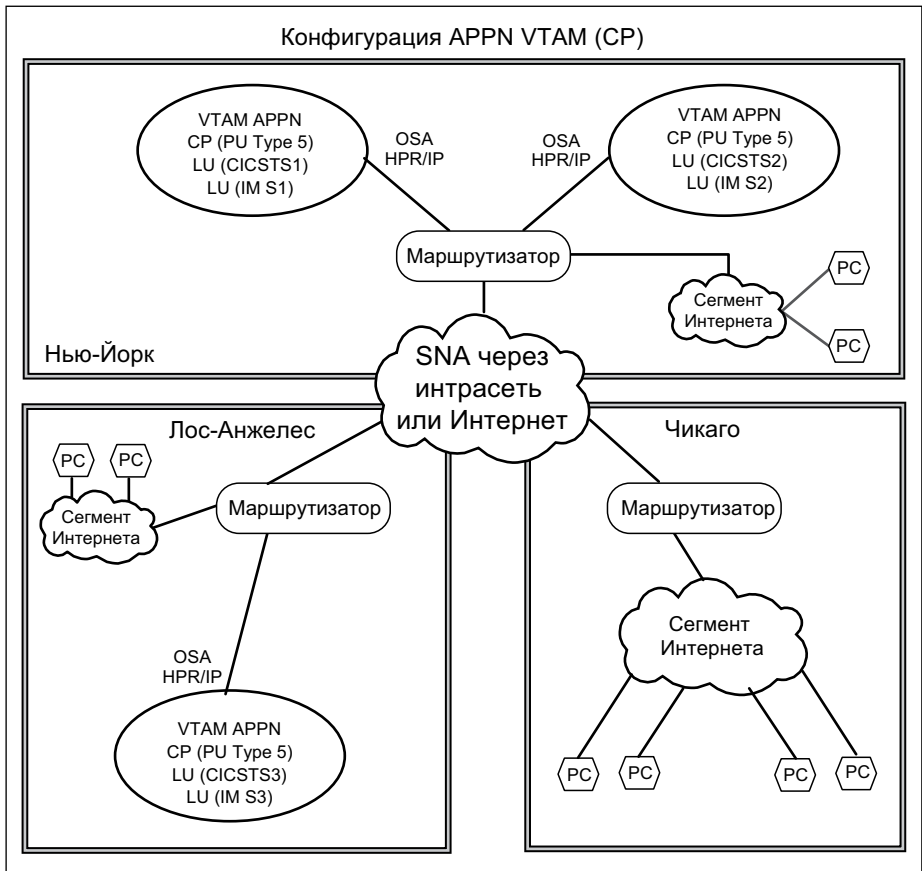 Конфигурация APPN VTAM (CP)
VTAM APPN
CP (PU Type 5)
LU (CICSTS1)
LU (IM S1)
OSA
HPR/IP
OSA
HPR/IP
VTAM APPN
CP (PU Type 5)
LU (CICSTS2)
LU (IM S2)
Маршрутизатор
PC
Сегмент
Интернета
PC
Нью-Йорк
SNA через
интрасеть
или Интернет
Лос-Анжелес
PC
PC
Сегмент
Интернета
Маршрутизатор
OSA
HPR/IP
VTAM APPN
CP (PU Type 5)
LU (CICSTS3)
LU (IM S3)
Чикаго
Маршрутизатор
Сегмент
Интернета
PC
PC
PC
PC